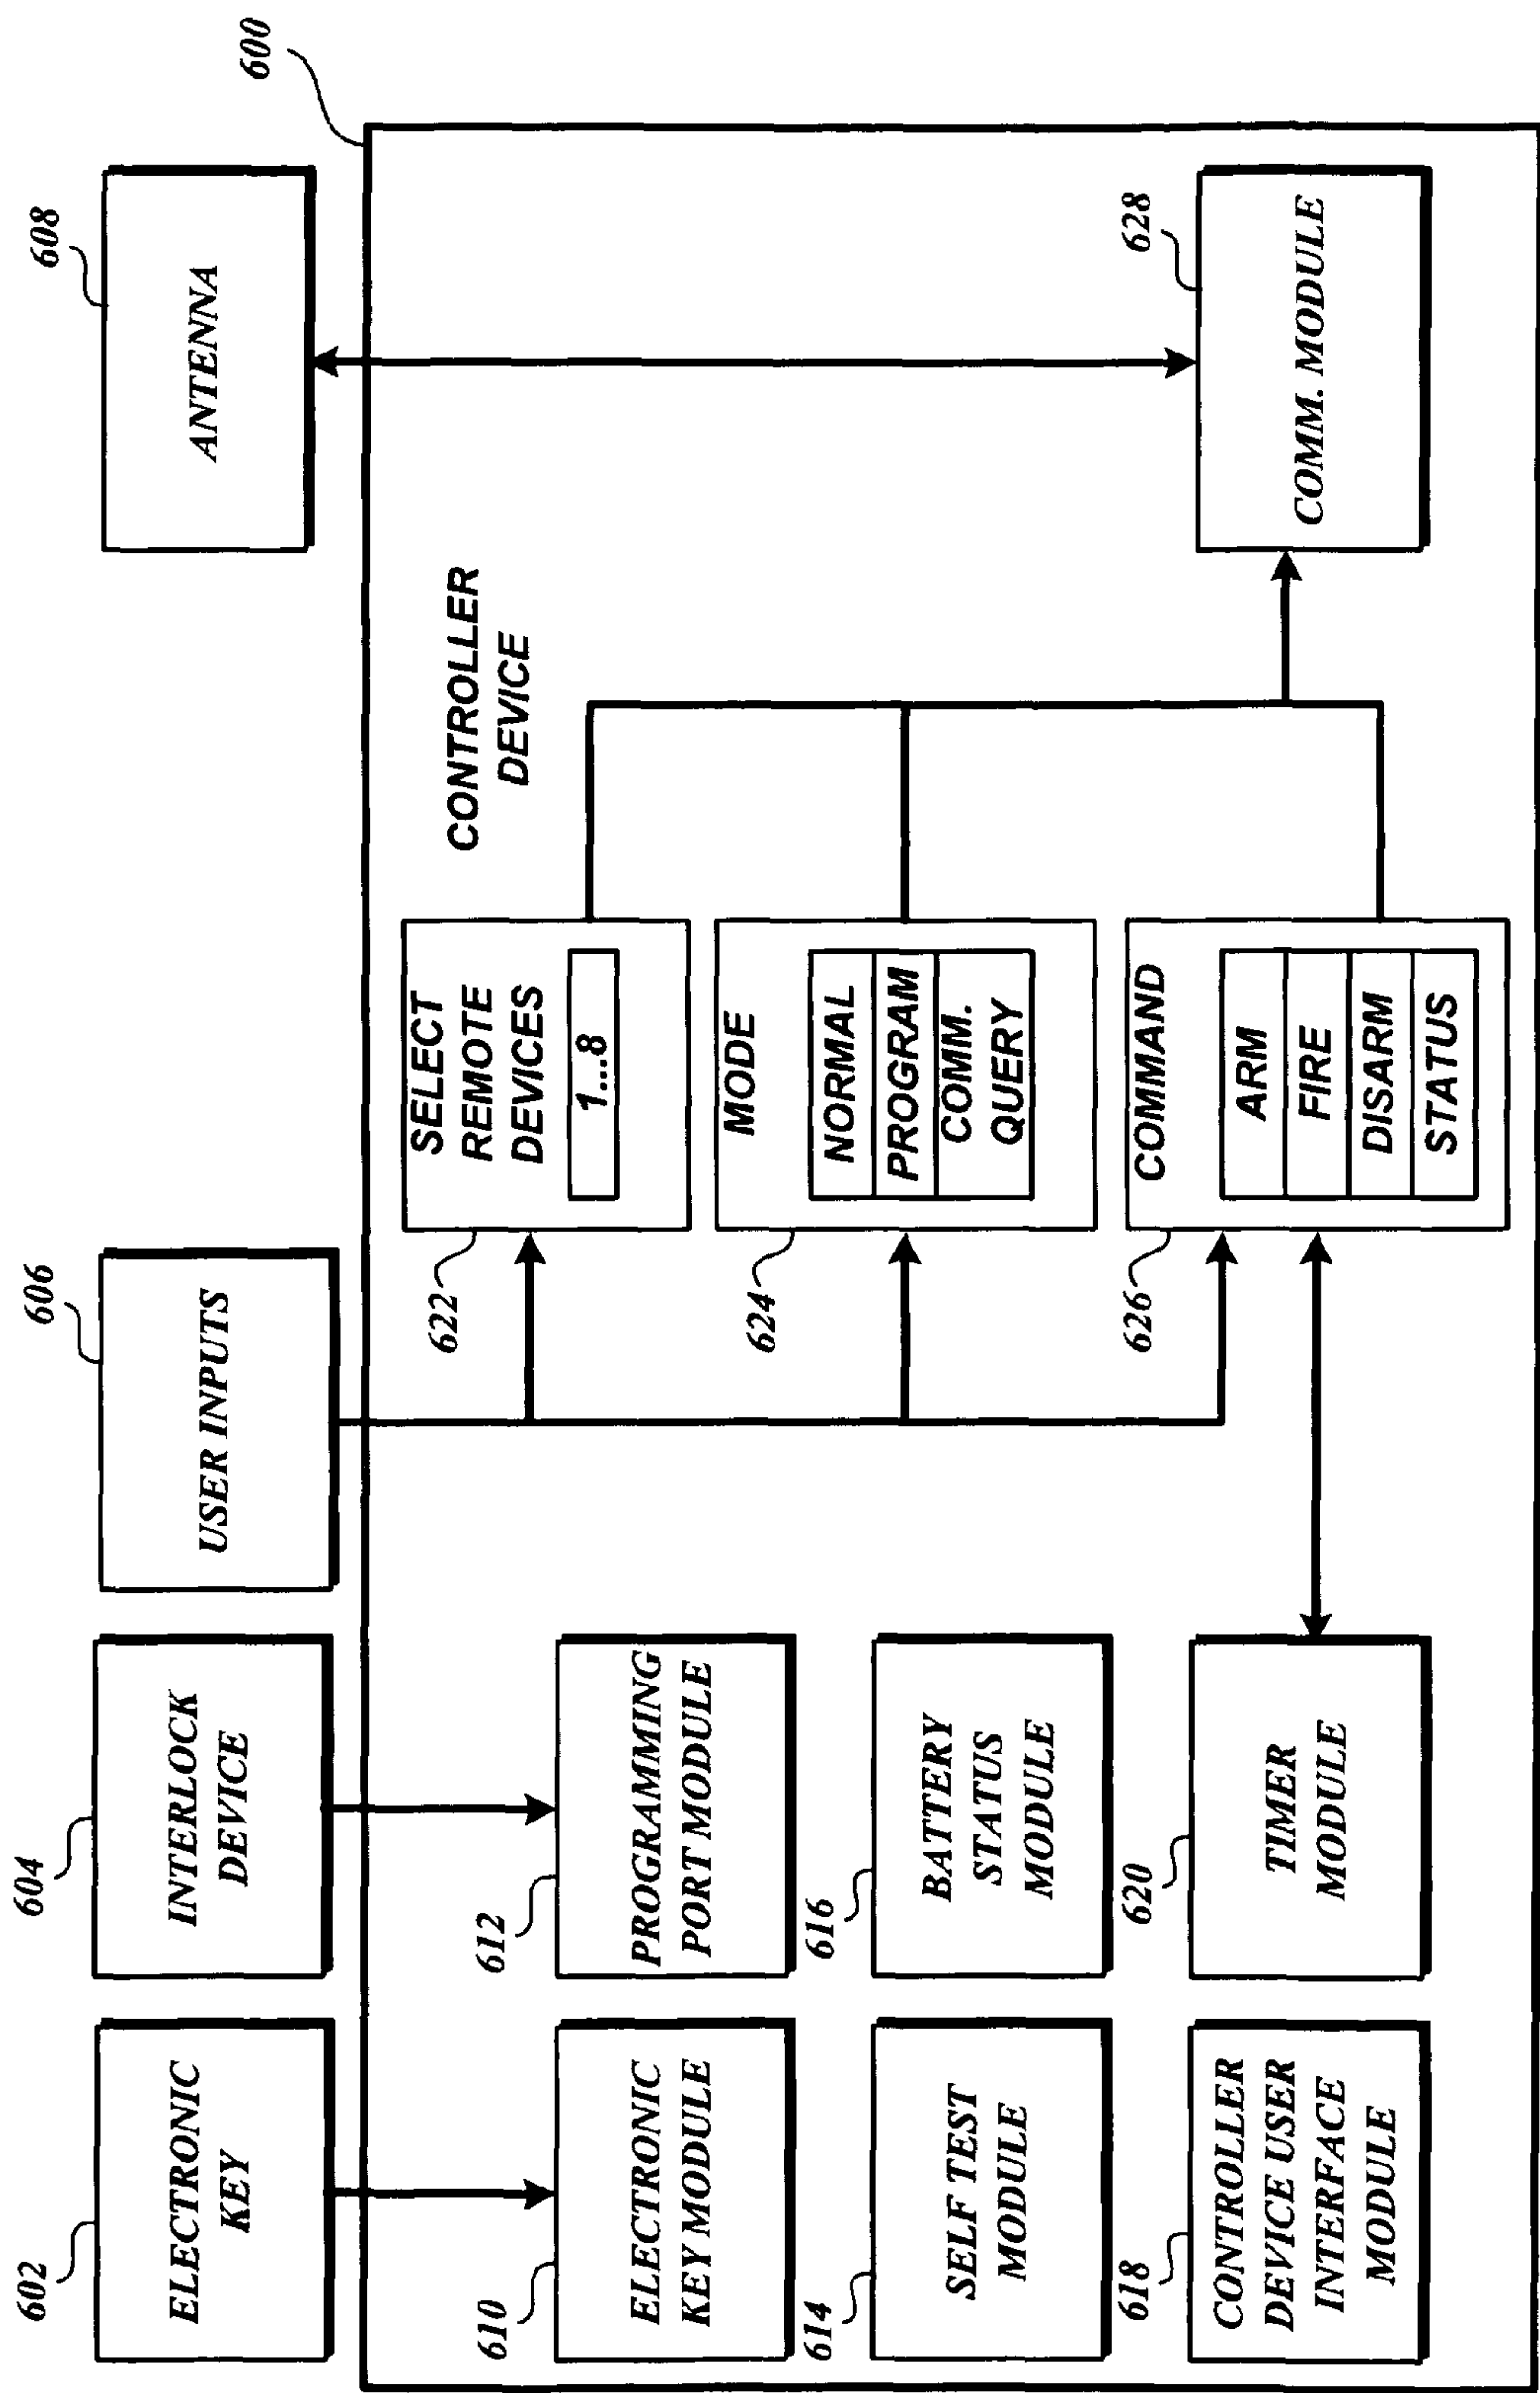 600
602
ELECTRONIC
KEY
604
INTERLOCK
DEVICE
606
USER INPUTS
608
ANTENNA
CONTROLLER
DEVICE
610
ELECTRONIC
KEY MODULE
612
PROGRAMMING
PORT MODULE
614
SELF TEST
MODULE
616
BATTERY
STATUS
MODULE
618
CONTROLLER
DEVICE USER
INTERFACE
MODULE
620
TIMER
MODULE
622
SELECT
REMOTE
DEVICES
1...8
624
MODE
NORMAL
PROGRAM
COMM.
QUERY
626
COMMAND
ARM
FIRE
DISARM
STATUS
628
COMM. MODULE